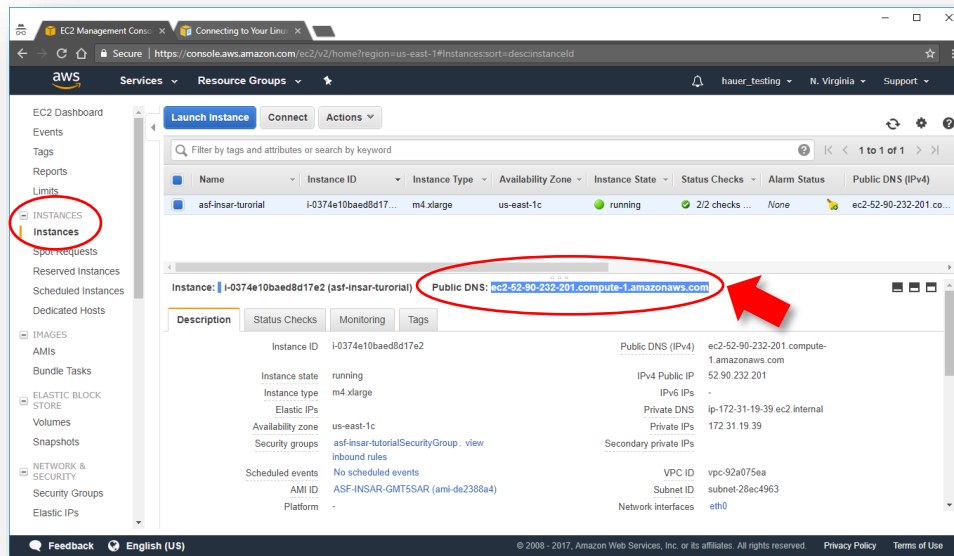 EC2 Management Conso
Connecting to Your Linux
Secure | https://console.aws.amazon.com/ec2/v2/home?region=us-east-1#Instances:sort=desc:instanceId
aws Services Resource Groups hauer_testing N. Virginia Support
EC2 Dashboard
Events
Tags
Reports
Limits
INSTANCES
Instances
Spot Requests
Reserved Instances
Scheduled Instances
Dedicated Hosts
IMAGES
AMIs
Bundle Tasks
ELASTIC BLOCK
STORE
Volumes
Snapshots
NETWORK &
SECURITY
Security Groups
Elastic IPs
Launch Instance Connect Actions
Filter by tags and attributes or search by keyword
1 to 1 of 1
Name Instance ID Instance Type Availability Zone Instance State Status Checks Alarm Status Public DNS (IPv4)
asf-insar-turorial i-0374e10baed8d17... m4.xlarge us-east-1c running 2/2 checks ... None ec2-52-90-232-201.co...
Instance: i-0374e10baed8d17e2 (asf-insar-turorial) Public DNS: ec2-52-90-232-201.compute-1.amazonaws.com
Description Status Checks Monitoring Tags
Instance ID i-0374e10baed8d17e2
Instance state running
Instance type m4.xlarge
Elastic IPs
Availability zone us-east-1c
Security groups asf-insar-tutorialSecurityGroup. view
inbound rules
Scheduled events No scheduled events
AMI ID ASF-INSAR-GMT5SAR (ami-de2388a4)
Platform -
Public DNS (IPv4) ec2-52-90-232-201.compute-
1.amazonaws.com
IPv4 Public IP 52.90.232.201
IPv6 IPs -
Private DNS ip-172-31-19-39.ec2.internal
Private IPs 172.31.19.39
Secondary private IPs
VPC ID vpc-92a075ea
Subnet ID subnet-28ec4963
Network interfaces eth0
Feedback English (US) © 2008 - 2017, Amazon Web Services, Inc. or its affiliates. All rights reserved. Privacy Policy Terms of Use